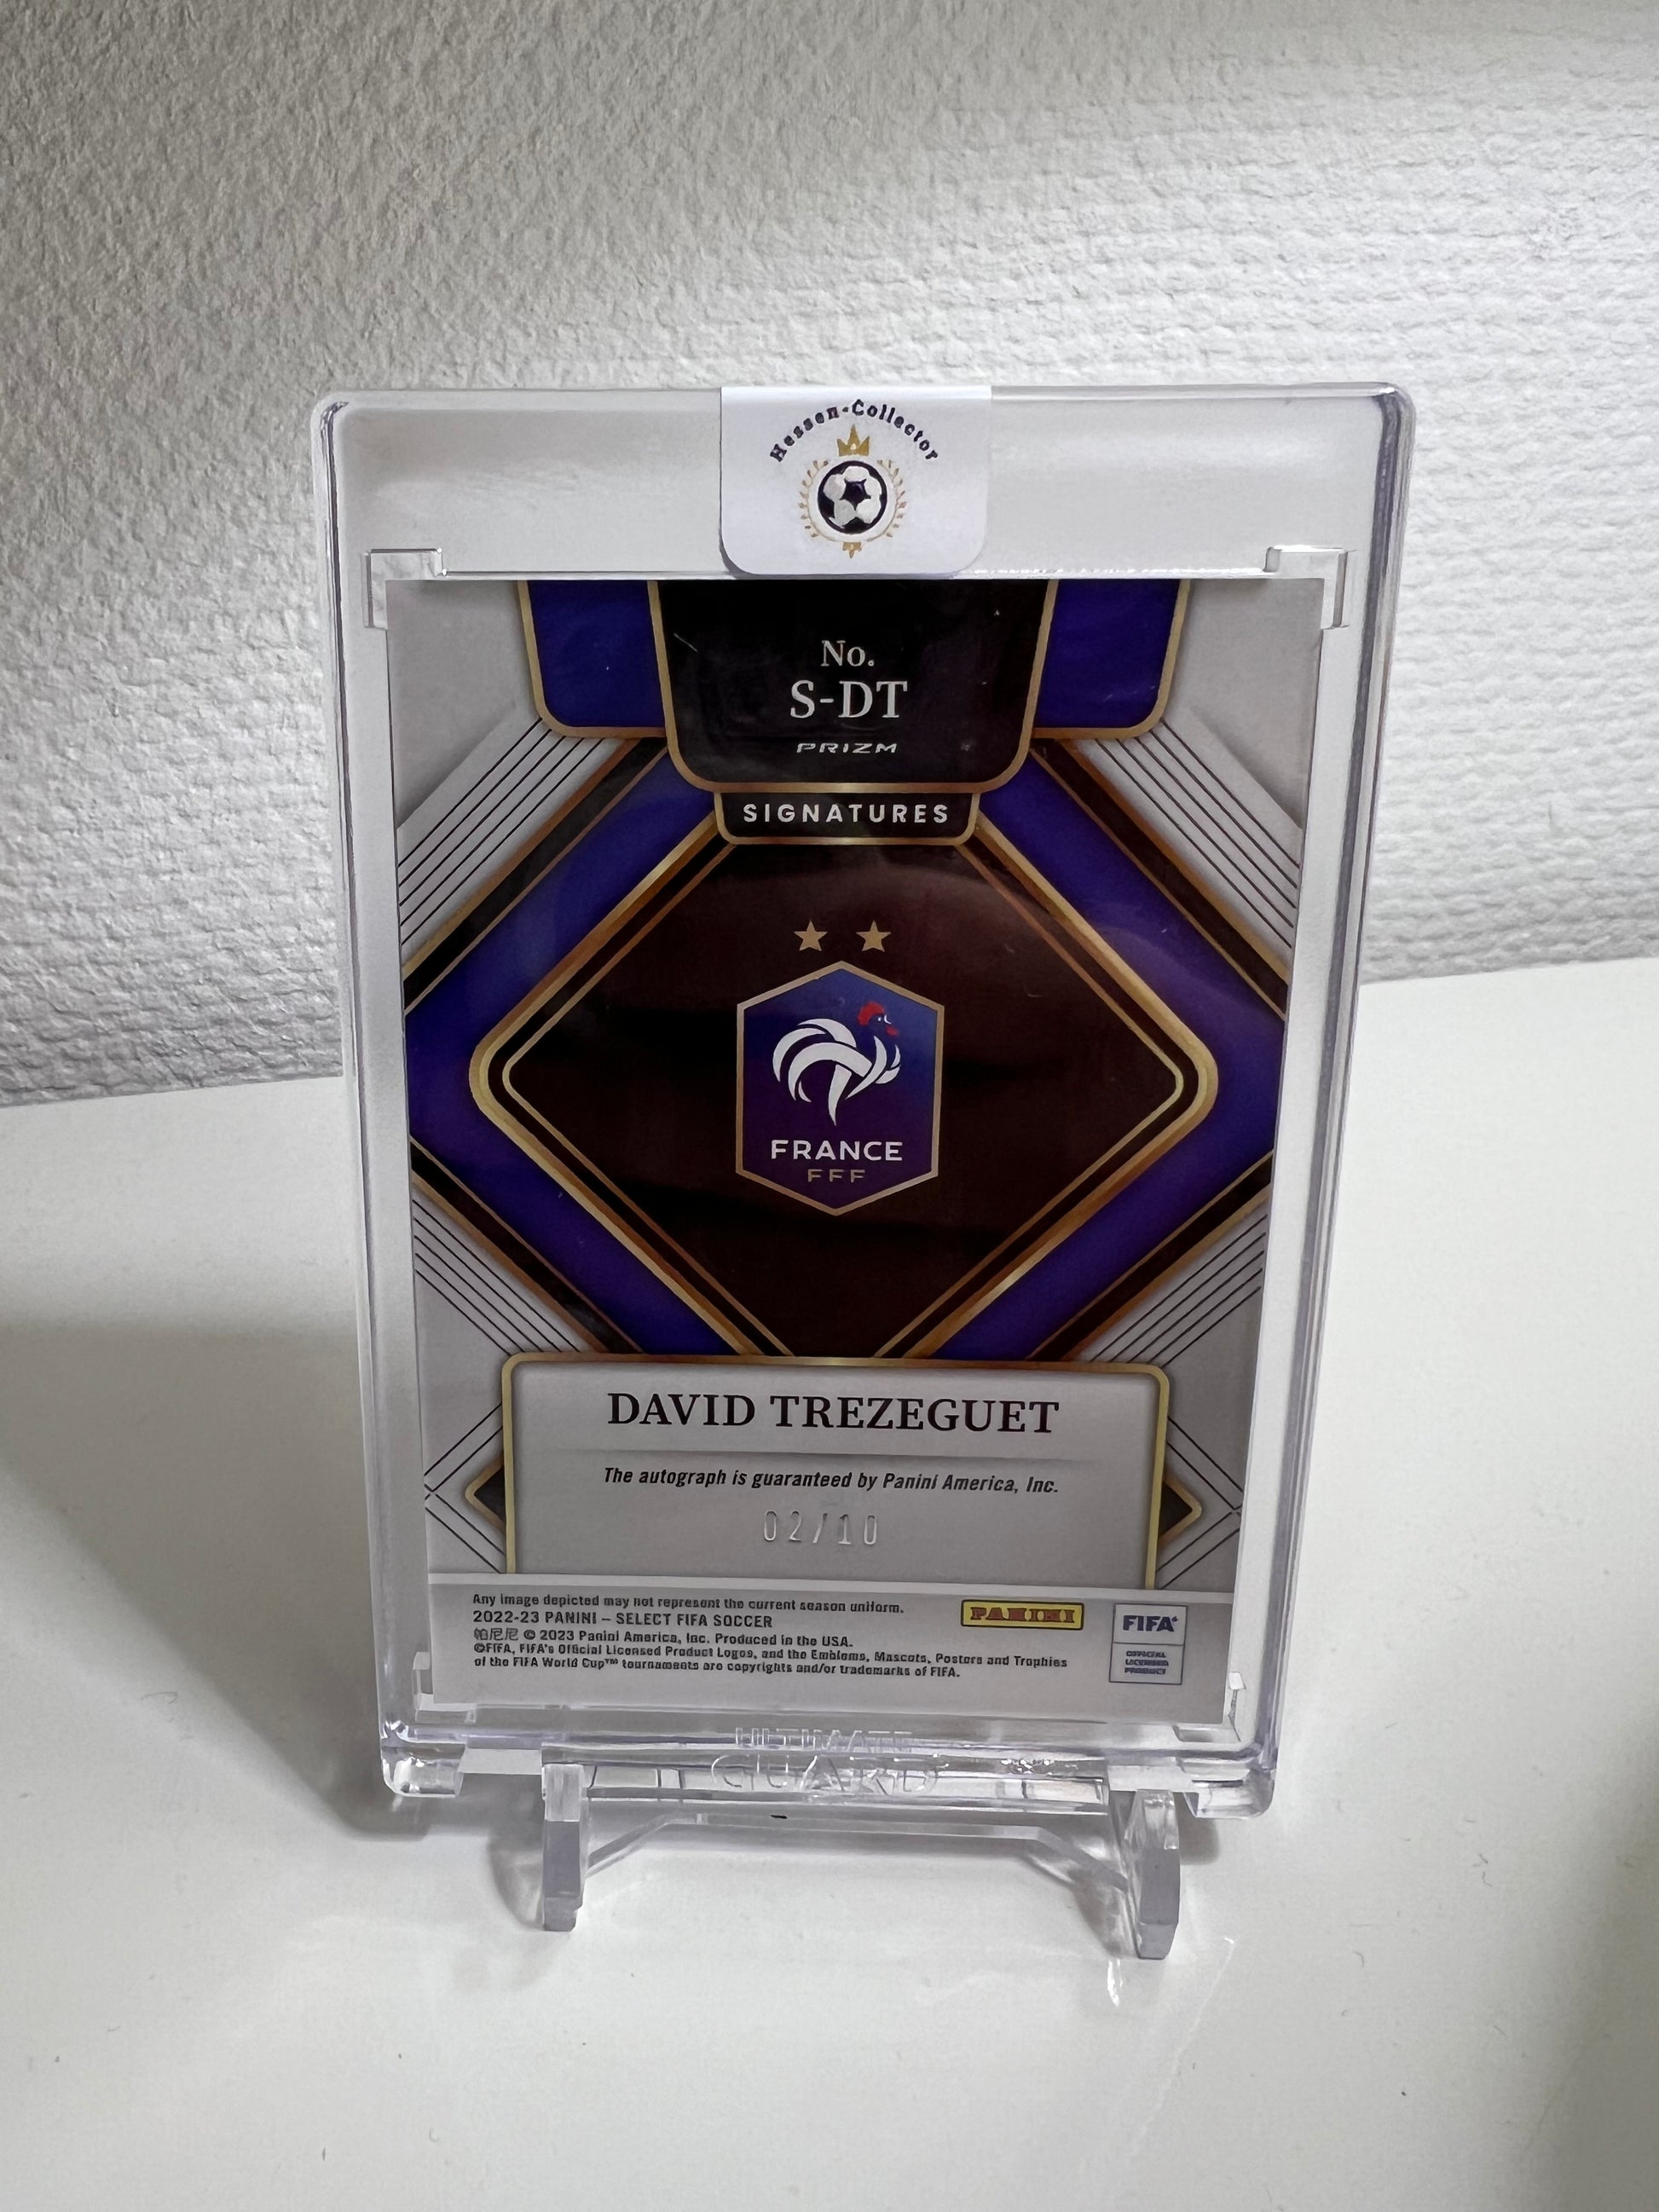 Hessen-Collector
No.
S-DT
PRIZM
SIGNATURES
FRANCE
FFF
DAVID TREZEGUET
The autograph is guaranteed by Panini America, Inc.
02/10
Any image depicted may not represent the current season uniform.
2022-23 PANINI – SELECT FIFA SOCCER
帕尼尼 © 2023 Panini America, Inc. Produced in the USA.
©FIFA, FIFA's Official Licensed Product Logos, and the Emblems, Mascots, Posters and Trophies
of the FIFA World Cup™ tournaments are copyrights and/or trademarks of FIFA.
PANINI
FIFA
OFFICIAL
LICENSED
PRODUCT
ULTIMATE
GUARD